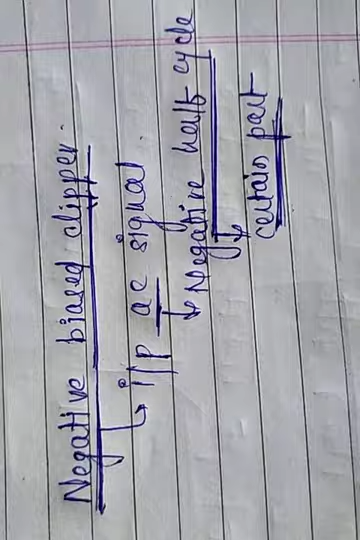 Negative biased clipper.
↳ i/p ac signal.
↓ Negative half cycle
↓
certain part